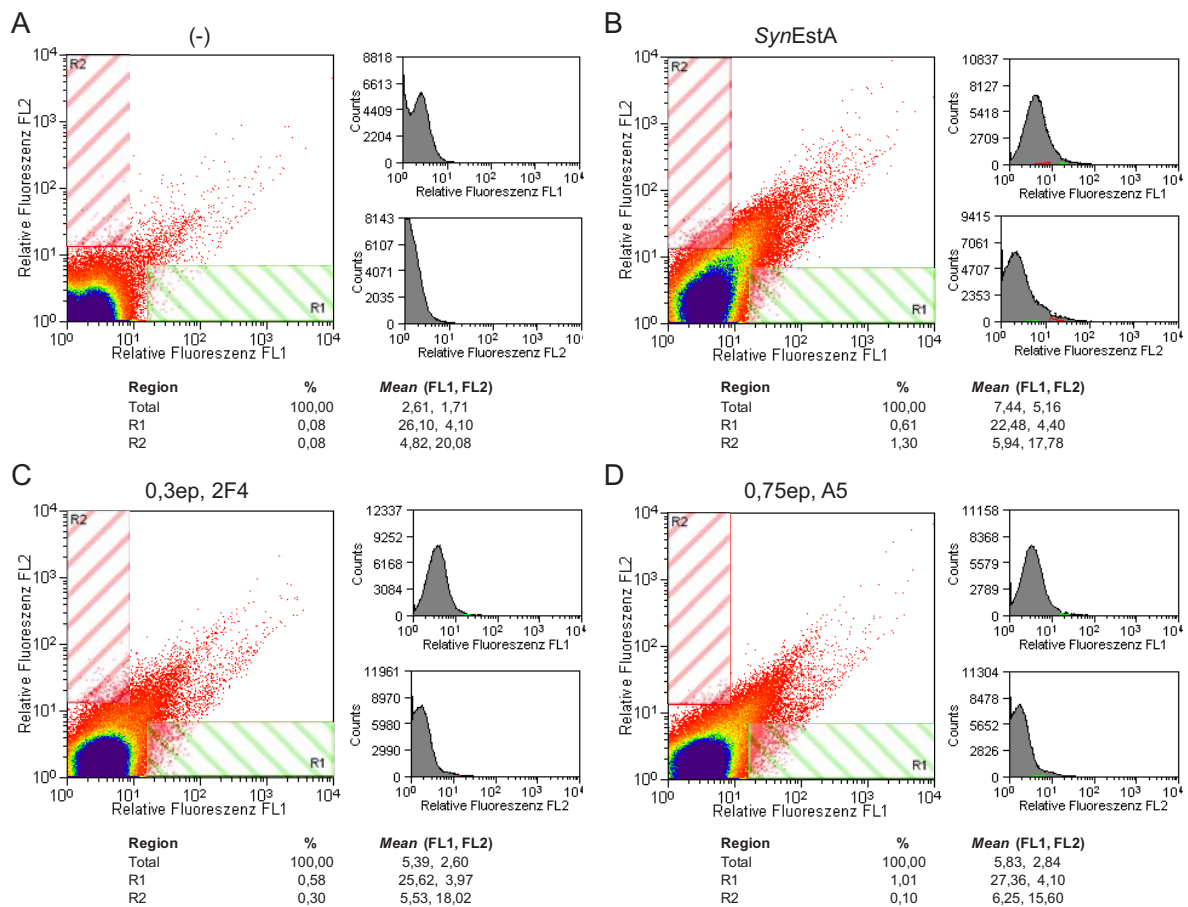 A
(-)
10⁴
10³
10²
10¹
10⁰
Relative Fluoreszenz FL2
R2
R1
10⁰ 10¹ 10² 10³ 10⁴
Relative Fluoreszenz FL1
8818
6613
4409
2204
0
Counts
10⁰ 10¹ 10² 10³ 10⁴
Relative Fluoreszenz FL1
8143
6107
4071
2035
0
Counts
10⁰ 10¹ 10² 10³ 10⁴
Relative Fluoreszenz FL2
Region % Mean (FL1, FL2)
Total 100,00 2,61, 1,71
R1 0,08 26,10, 4,10
R2 0,08 4,82, 20,08
B
SynEstA
10⁴
10³
10²
10¹
10⁰
Relative Fluoreszenz FL2
R2
R1
10⁰ 10¹ 10² 10³ 10⁴
Relative Fluoreszenz FL1
10837
8127
5418
2709
0
Counts
10⁰ 10¹ 10² 10³ 10⁴
Relative Fluoreszenz FL1
9415
7061
4707
2353
0
Counts
10⁰ 10¹ 10² 10³ 10⁴
Relative Fluoreszenz FL2
Region % Mean (FL1, FL2)
Total 100,00 7,44, 5,16
R1 0,61 22,48, 4,40
R2 1,30 5,94, 17,78
C
0,3ep, 2F4
10⁴
10³
10²
10¹
10⁰
Relative Fluoreszenz FL2
R2
R1
10⁰ 10¹ 10² 10³ 10⁴
Relative Fluoreszenz FL1
12337
9252
6168
3084
0
Counts
10⁰ 10¹ 10² 10³ 10⁴
Relative Fluoreszenz FL1
11961
8970
5980
2990
0
Counts
10⁰ 10¹ 10² 10³ 10⁴
Relative Fluoreszenz FL2
Region % Mean (FL1, FL2)
Total 100,00 5,39, 2,60
R1 0,58 25,62, 3,97
R2 0,30 5,53, 18,02
D
0,75ep, A5
10⁴
10³
10²
10¹
10⁰
Relative Fluoreszenz FL2
R2
R1
10⁰ 10¹ 10² 10³ 10⁴
Relative Fluoreszenz FL1
11158
8368
5579
2789
0
Counts
10⁰ 10¹ 10² 10³ 10⁴
Relative Fluoreszenz FL1
11304
8478
5652
2826
0
Counts
10⁰ 10¹ 10² 10³ 10⁴
Relative Fluoreszenz FL2
Region % Mean (FL1, FL2)
Total 100,00 5,83, 2,84
R1 1,01 27,36, 4,10
R2 0,10 6,25, 15,60